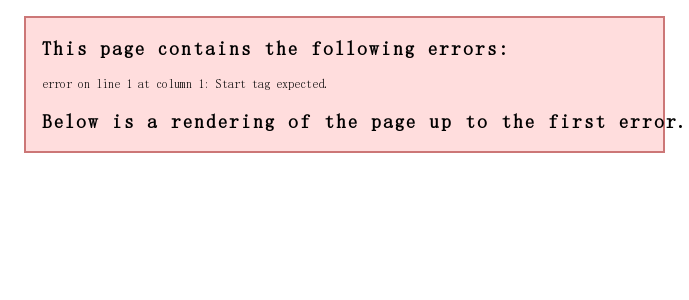 This page contains the following errors:
error on line 1 at column 1: Start tag expected.
Below is a rendering of the page up to the first error.